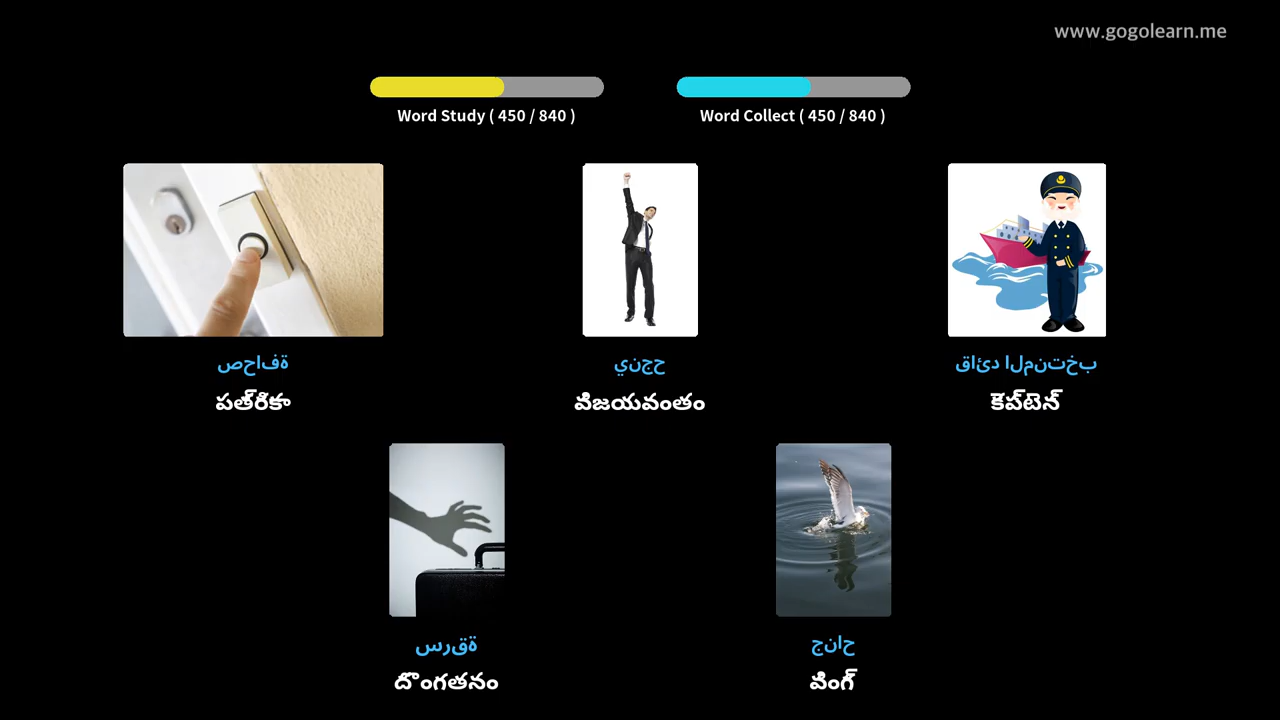 www.gogolearn.me
Word Study ( 450 / 840 )
Word Collect ( 450 / 840 )
صحافة
పత్రికా
ينجح
విజయవంతం
قائد المنتخب
కెప్టెన్
سرقة
దొంగతనం
جناح
వింగ్